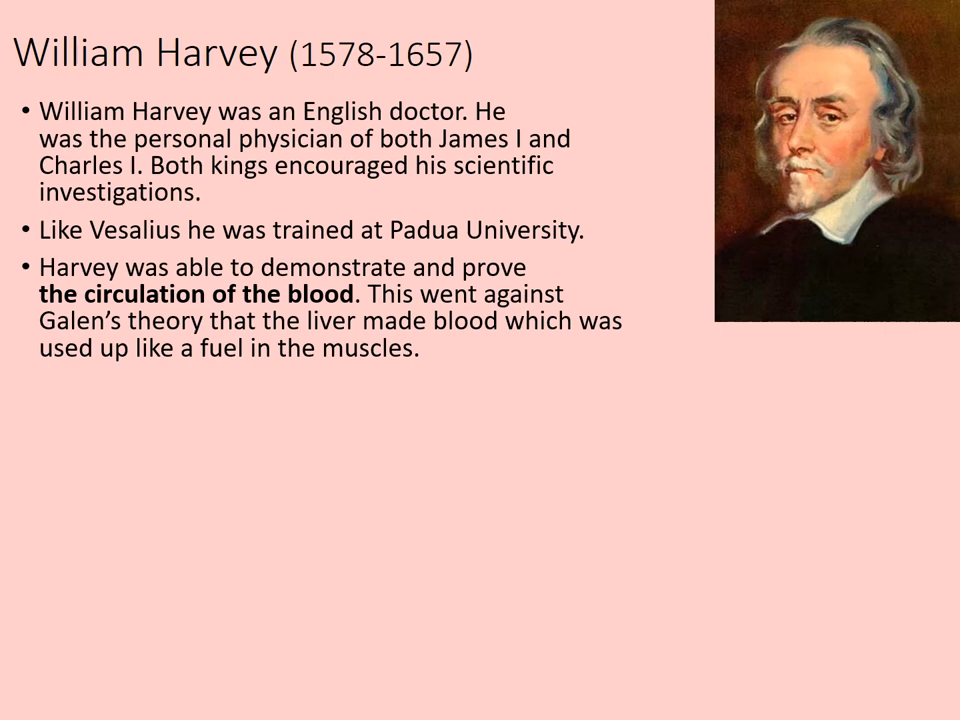 William Harvey (1578-1657)
• William Harvey was an English doctor. He
was the personal physician of both James I and
Charles I. Both kings encouraged his scientific
investigations.
• Like Vesalius he was trained at Padua University.
• Harvey was able to demonstrate and prove
the circulation of the blood. This went against
Galen’s theory that the liver made blood which was
used up like a fuel in the muscles.